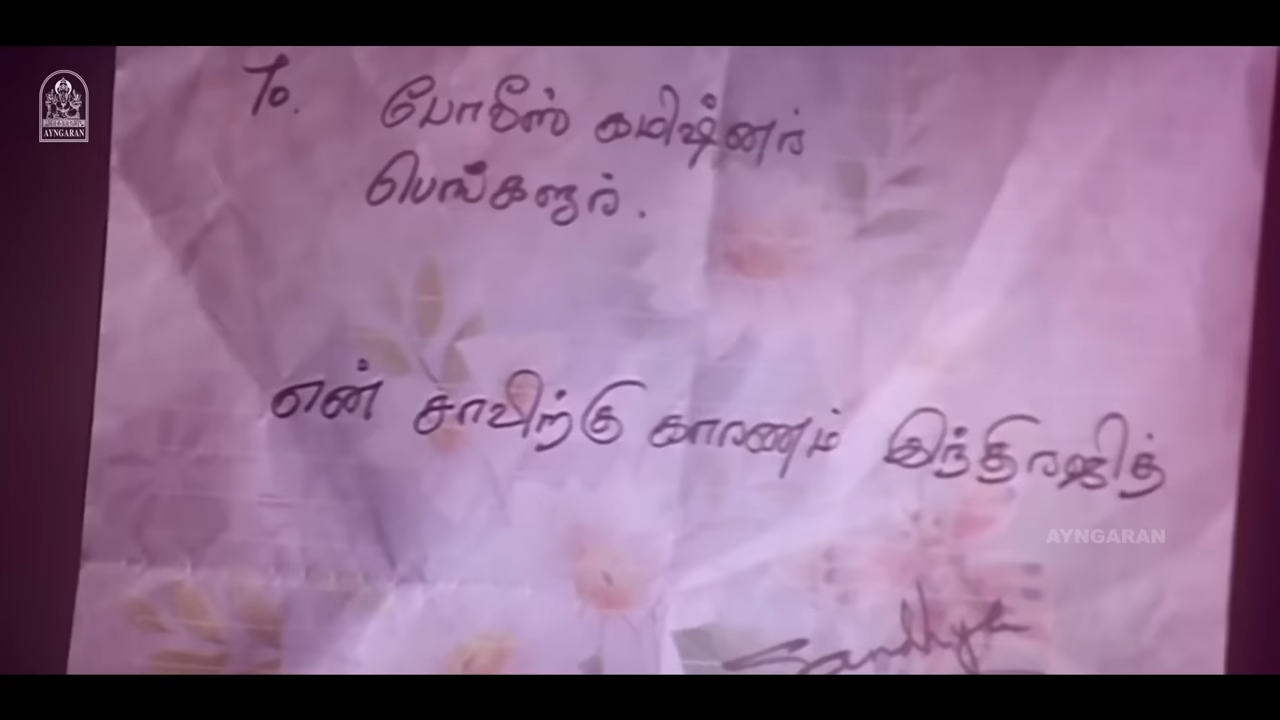 AYNGARAN
To.
போலீஸ் கமிஷ்னர்
பெங்களூர்.
என் சாவிற்கு காரணம் இந்திரஜித்
AYNGARAN
Sandhya